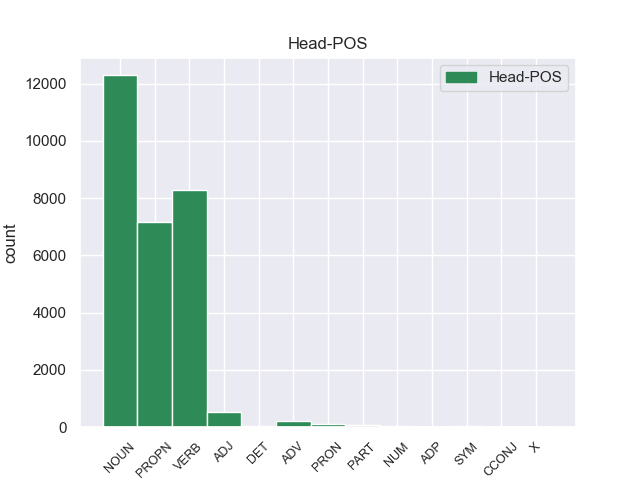 Head-POS
Head-POS
count
12000
10000
8000
6000
4000
2000
0
NOUN
PROPN
VERB
ADJ
DET
ADV
PRON
PART
NUM
ADP
SYM
CCONJ
X